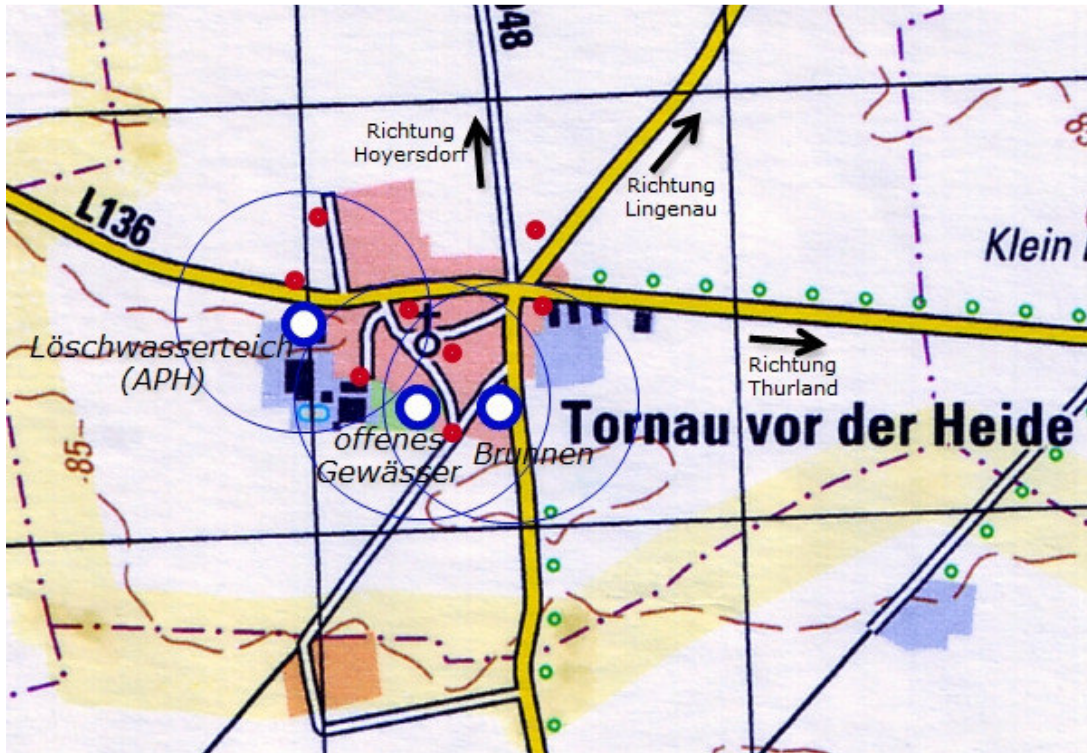 048
Richtung
Hoyersdorf
Richtung
Lingenau
L136
Klein
Löschwasserteich
(APH)
Richtung
Thurland
Tornau vor der Heide
offenes
Gewässer
Brunnen
85